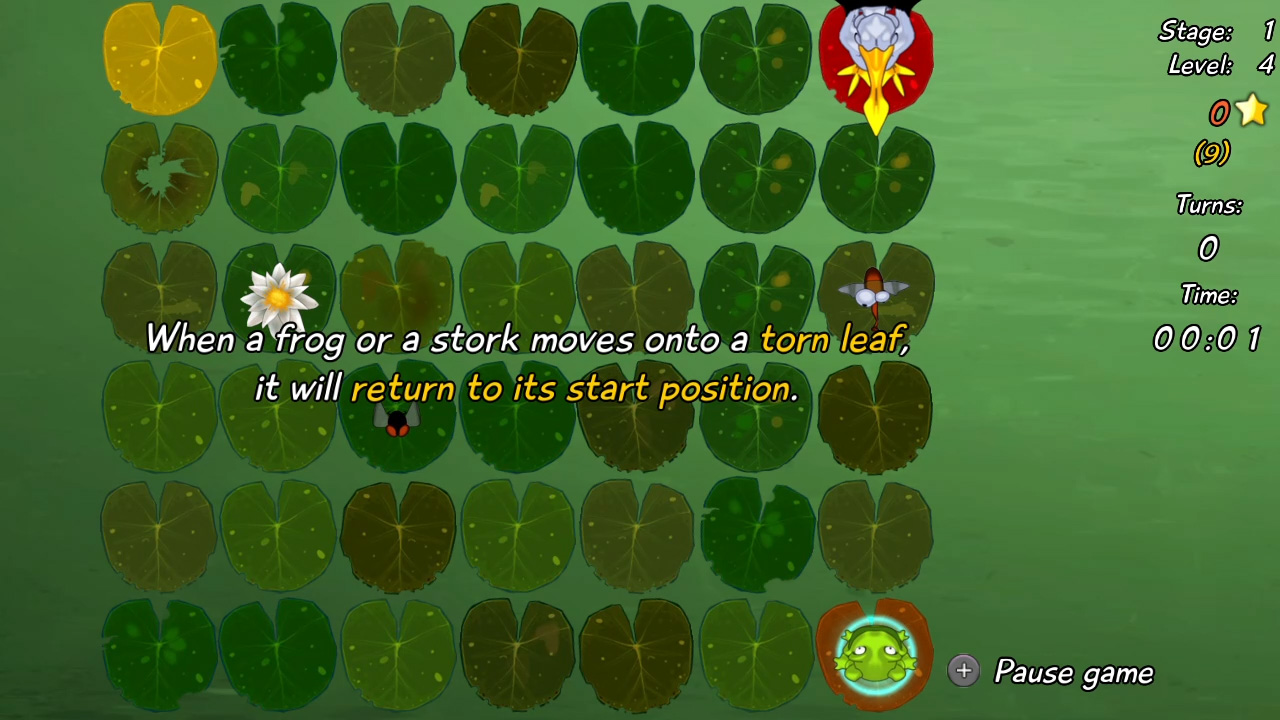 Stage: 1
Level: 4
0
(9)
Turns:
0
Time:
00:01
When a frog or a stork moves onto a torn leaf,
it will return to its start position.
+ Pause game